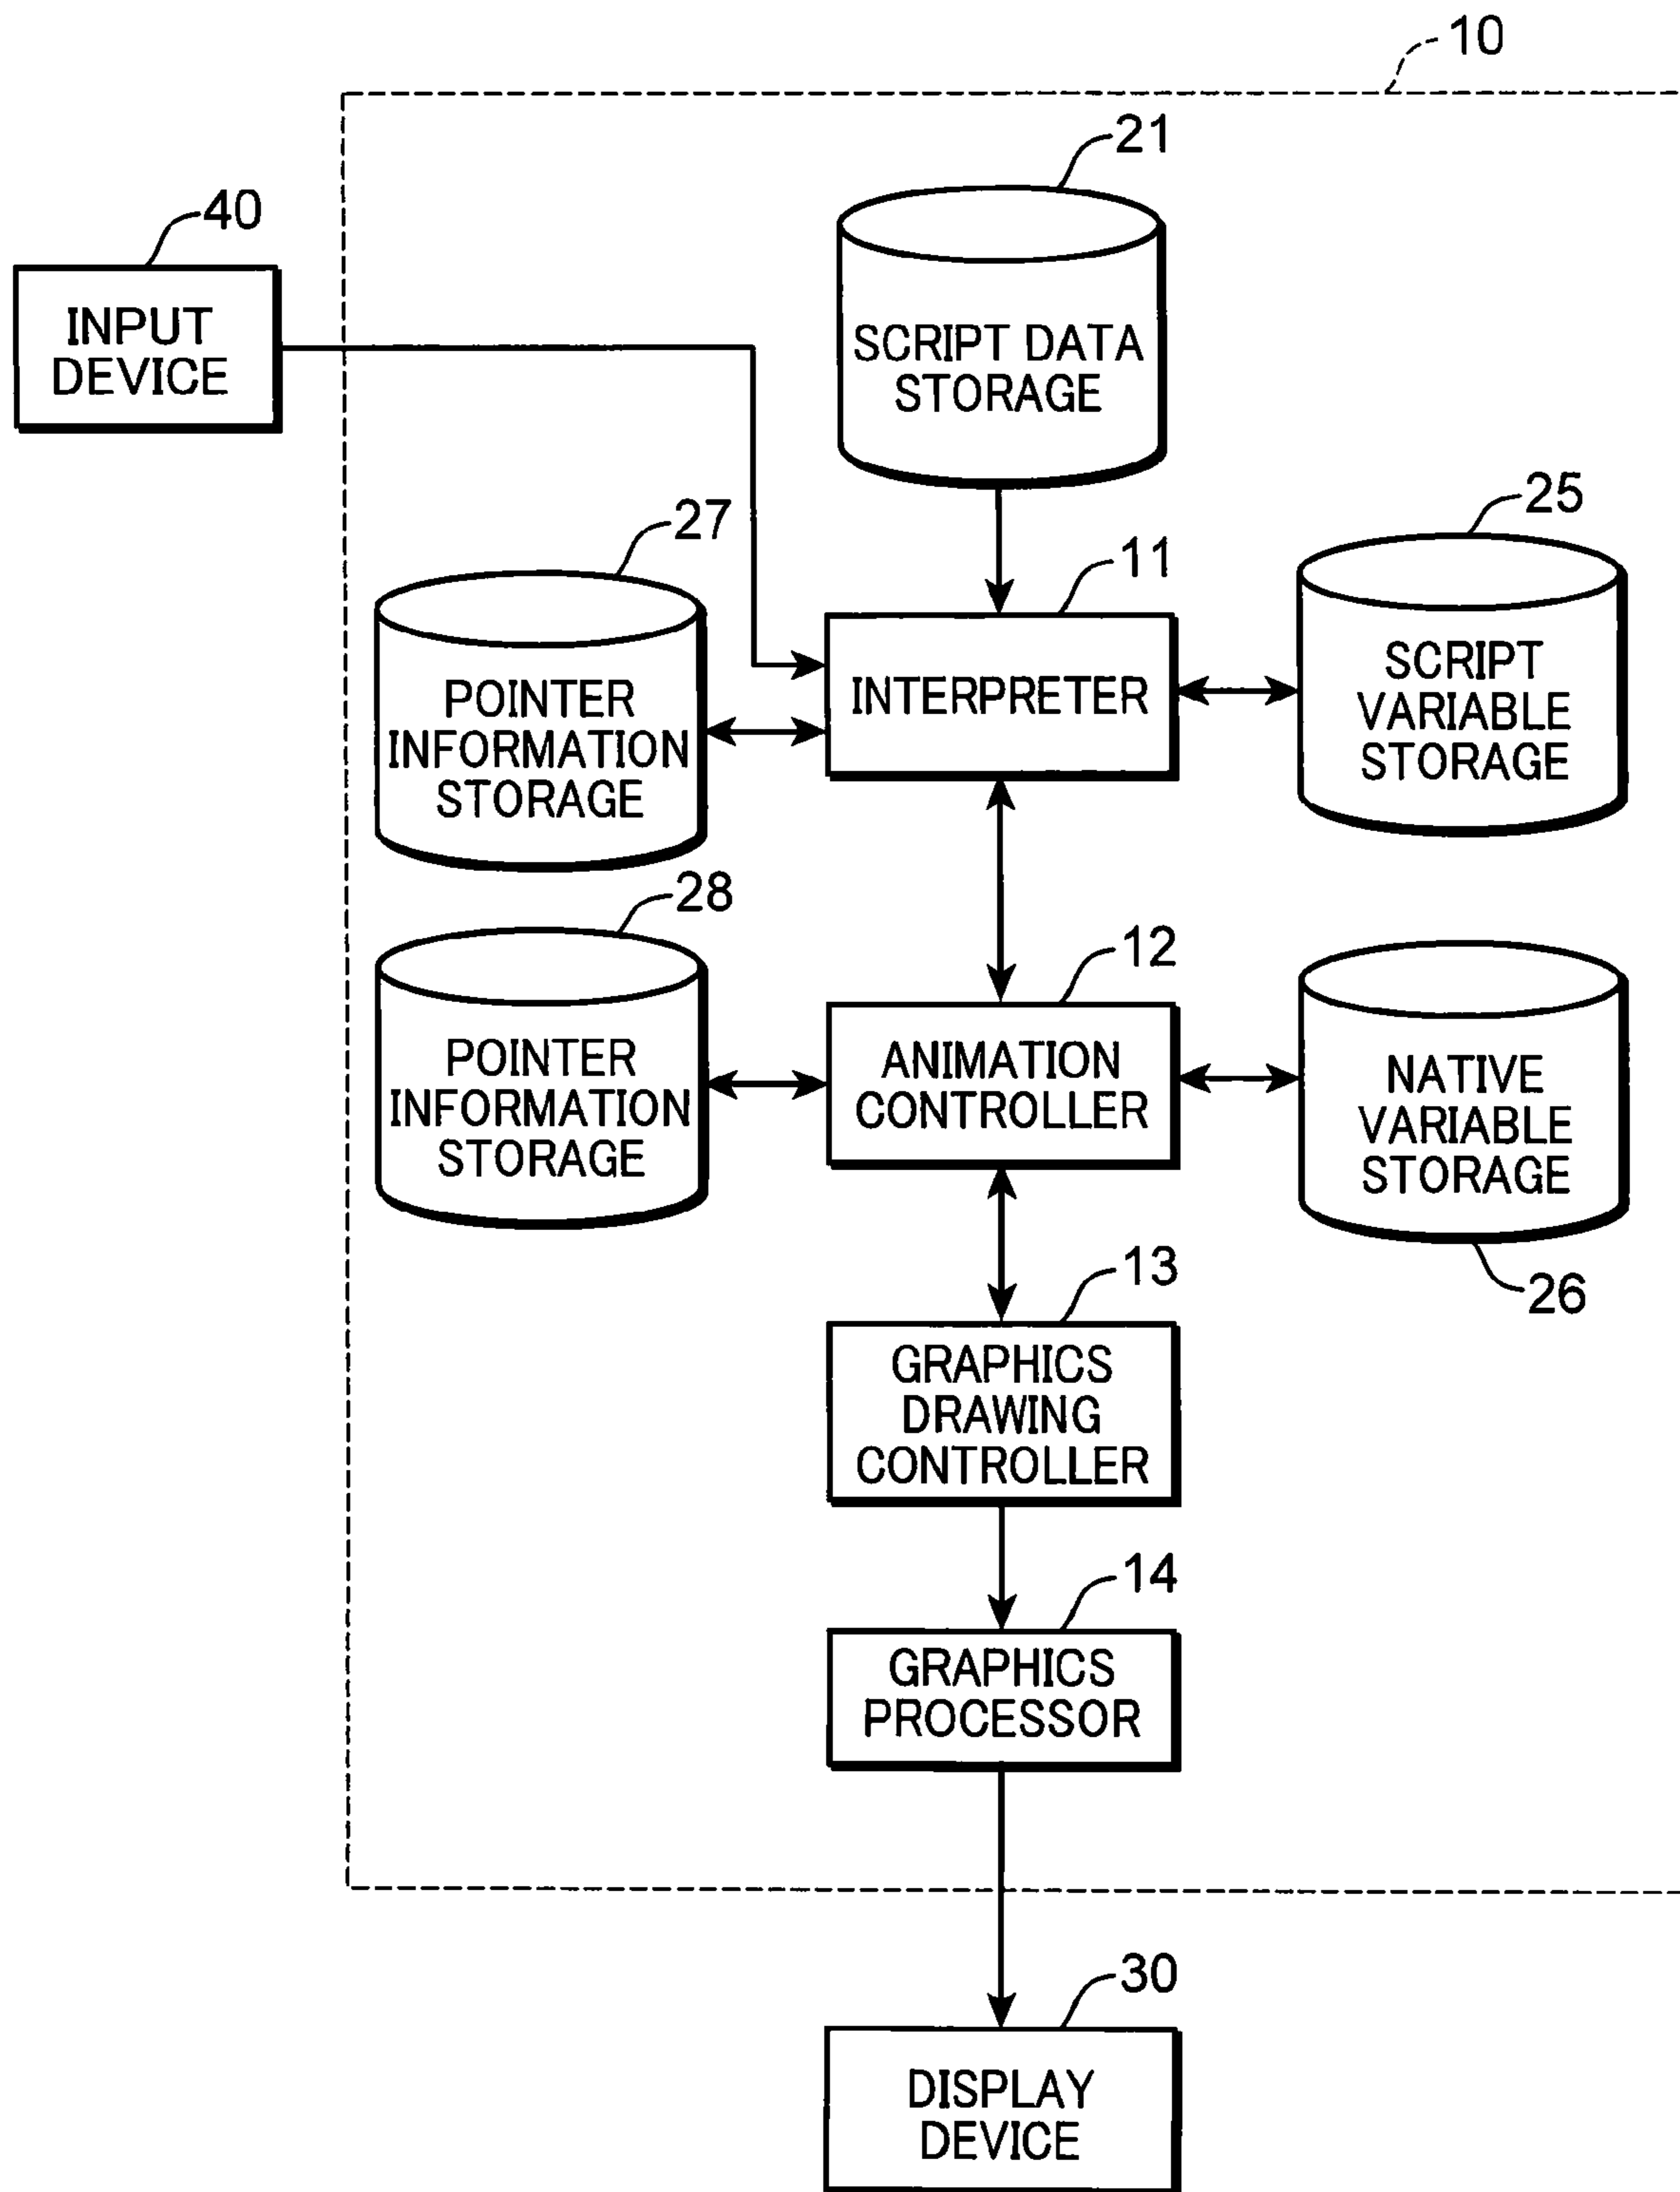 10
21
40
INPUT
DEVICE
SCRIPT DATA
STORAGE
27
11
25
POINTER
INFORMATION
STORAGE
INTERPRETER
SCRIPT
VARIABLE
STORAGE
28
12
POINTER
INFORMATION
STORAGE
ANIMATION
CONTROLLER
NATIVE
VARIABLE
STORAGE
26
13
GRAPHICS
DRAWING
CONTROLLER
14
GRAPHICS
PROCESSOR
30
DISPLAY
DEVICE